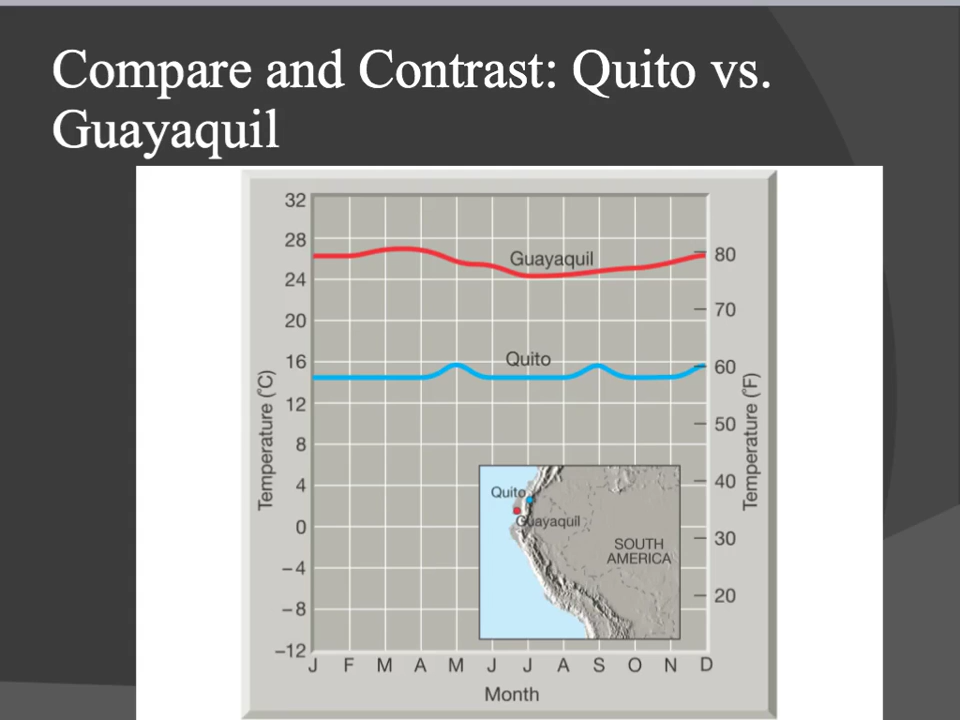 Compare and Contrast: Quito vs.
Guayaquil
32
28
24
20
16
12
8
4
0
−4
−8
−12
Temperature (°C)
Guayaquil
Quito
80
70
60
50
40
30
20
Temperature (°F)
Quito
Guayaquil
SOUTH
AMERICA
J F M A M J J A S O N D
Month